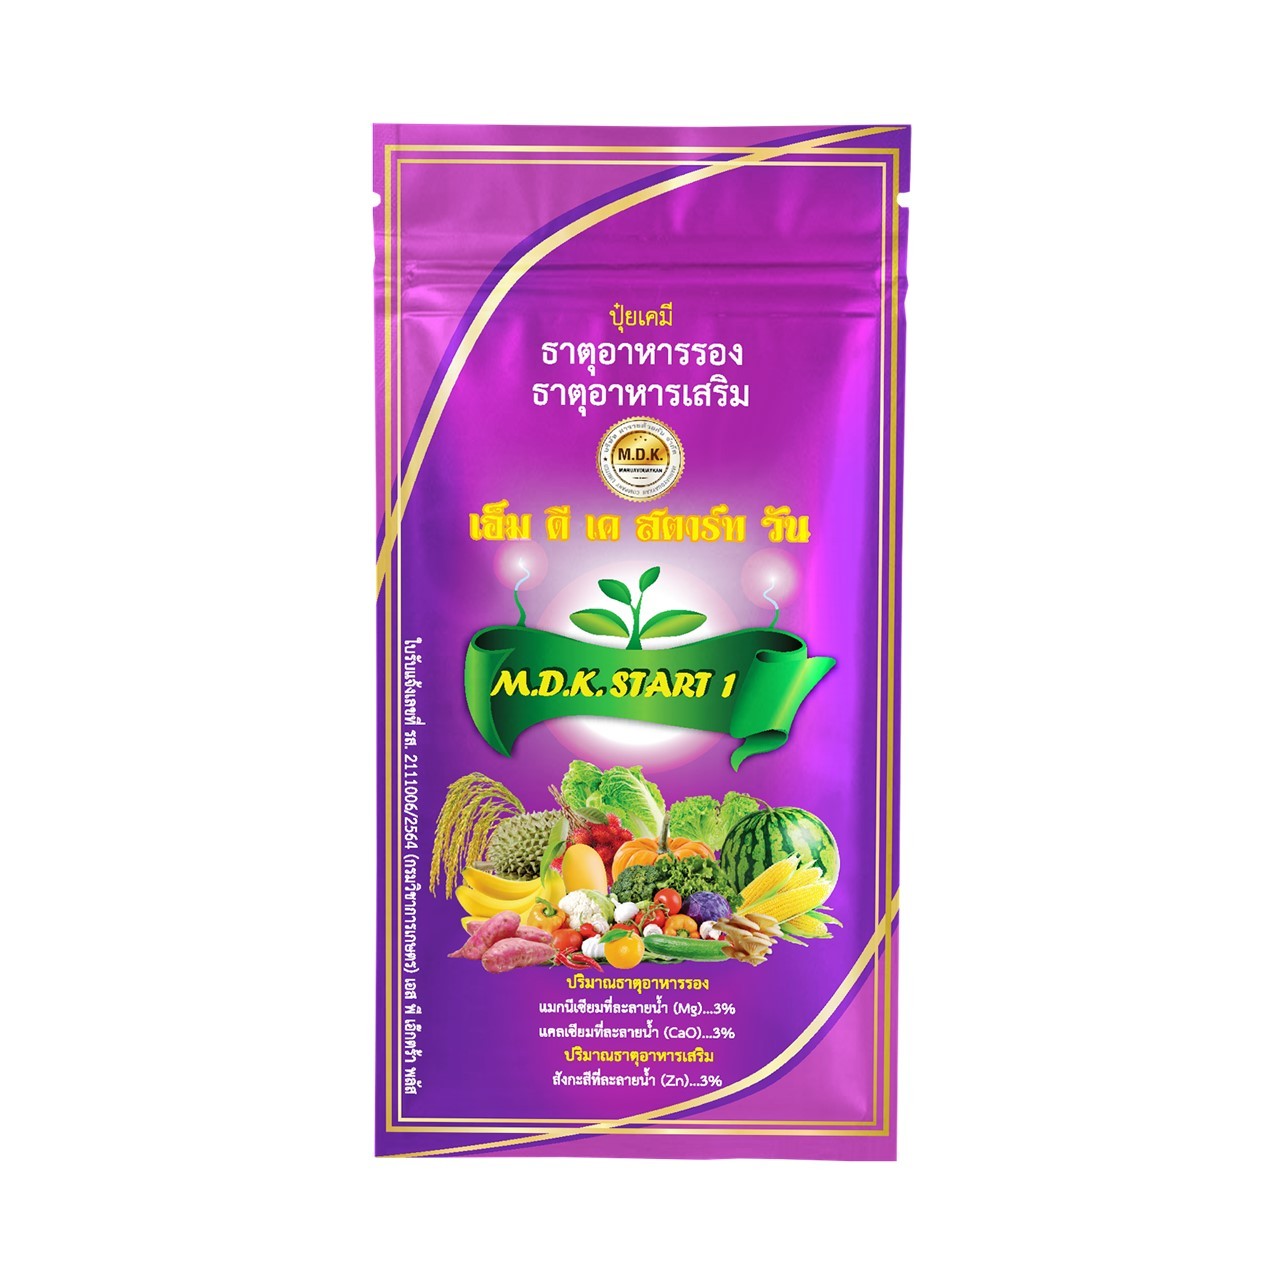 ปุ๋ยเคมี
ธาตุอาหารรอง
ธาตุอาหารเสริม
M.D.K.
เอ็ม ดี เค สตาร์ท วัน
M.D.K. START 1
ใบรับแจ้งเลขที่ รส. 2111006/2564 (กรมวิชาการเกษตร) เอส พี เอ็กตร้า พลัส
ปริมาณธาตุอาหารรอง
แมกนีเซียมที่ละลายน้ำ (Mg)...3%
แคลเซียมที่ละลายน้ำ (CaO)...3%
ปริมาณธาตุอาหารเสริม
สังกะสีที่ละลายน้ำ (Zn)...3%